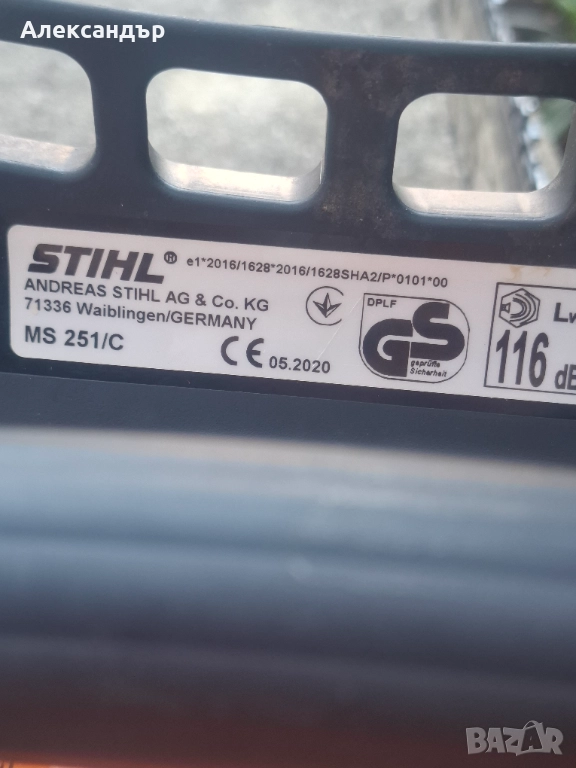 Александър
STIHL® e1*2016/1628*2016/1628SHA2/P*0101*00
ANDREAS STIHL AG & Co. KG
71336 Waiblingen/GERMANY
MS 251/C
CE 05.2020
DPLF
GS
geprüfte
Sicherheit
116
BAZAR